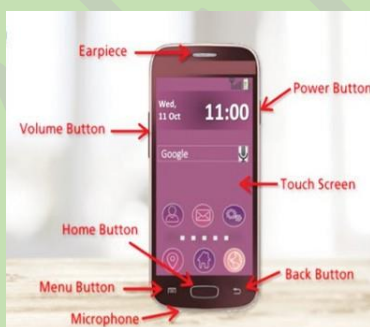 Earpiece
Power Button
Wed,
11 Oct
11:00
Volume Button
Google
Touch Screen
Home Button
Back Button
Menu Button
Microphone